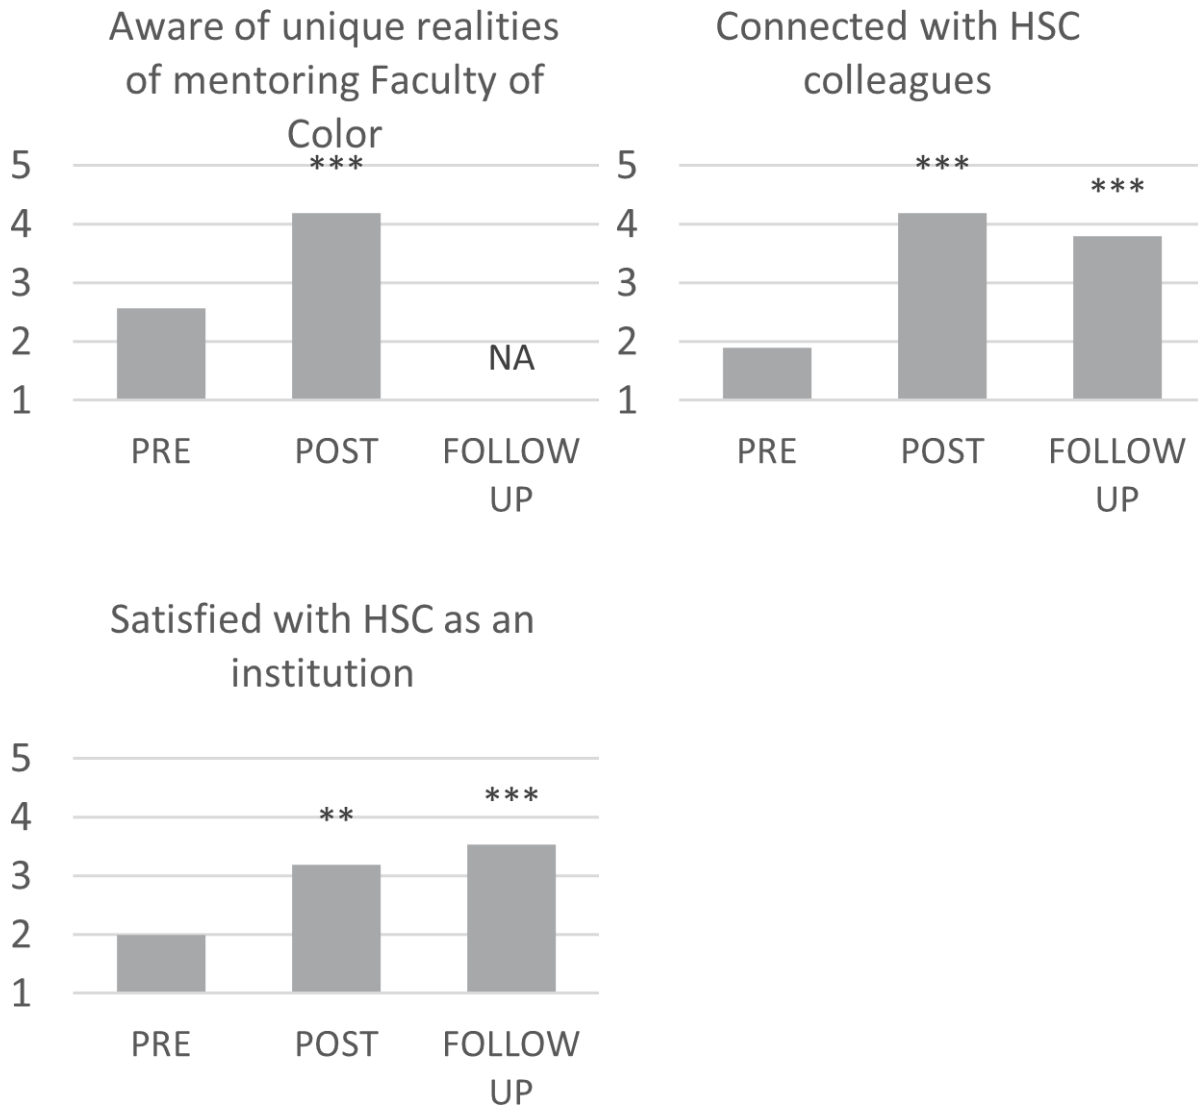 Aware of unique realities
of mentoring Faculty of
Color
5
***
4
3
2
NA
1
PRE POST FOLLOW
UP
Connected with HSC
colleagues
5
***
***
4
3
2
1
PRE POST FOLLOW
UP
Satisfied with HSC as an
institution
5
***
4
**
3
2
1
PRE POST FOLLOW
UP